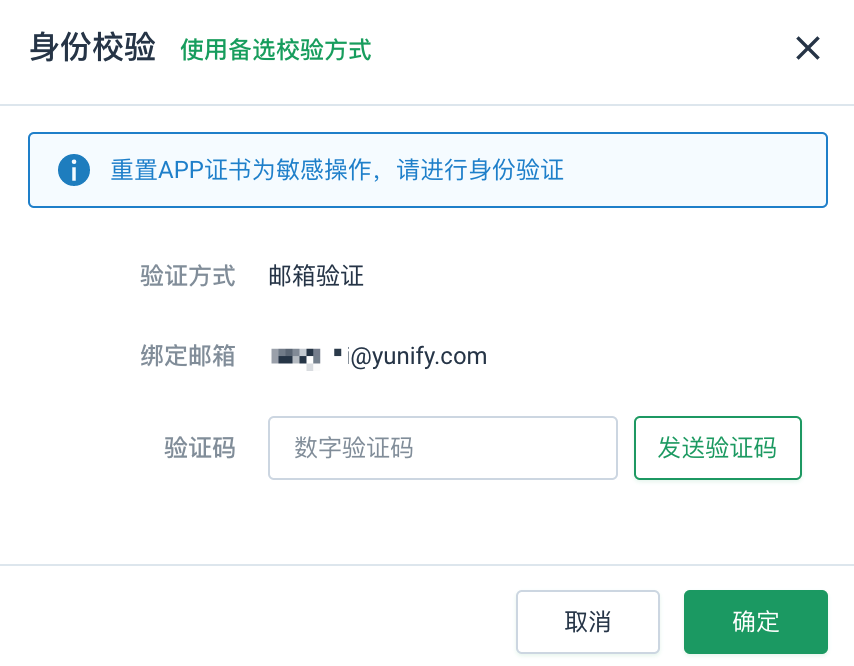 身份校验 使用备选校验方式
重置APP证书为敏感操作，请进行身份验证
验证方式 邮箱验证
绑定邮箱 i@yunify.com
验证码 数字验证码 发送验证码
取消 确定